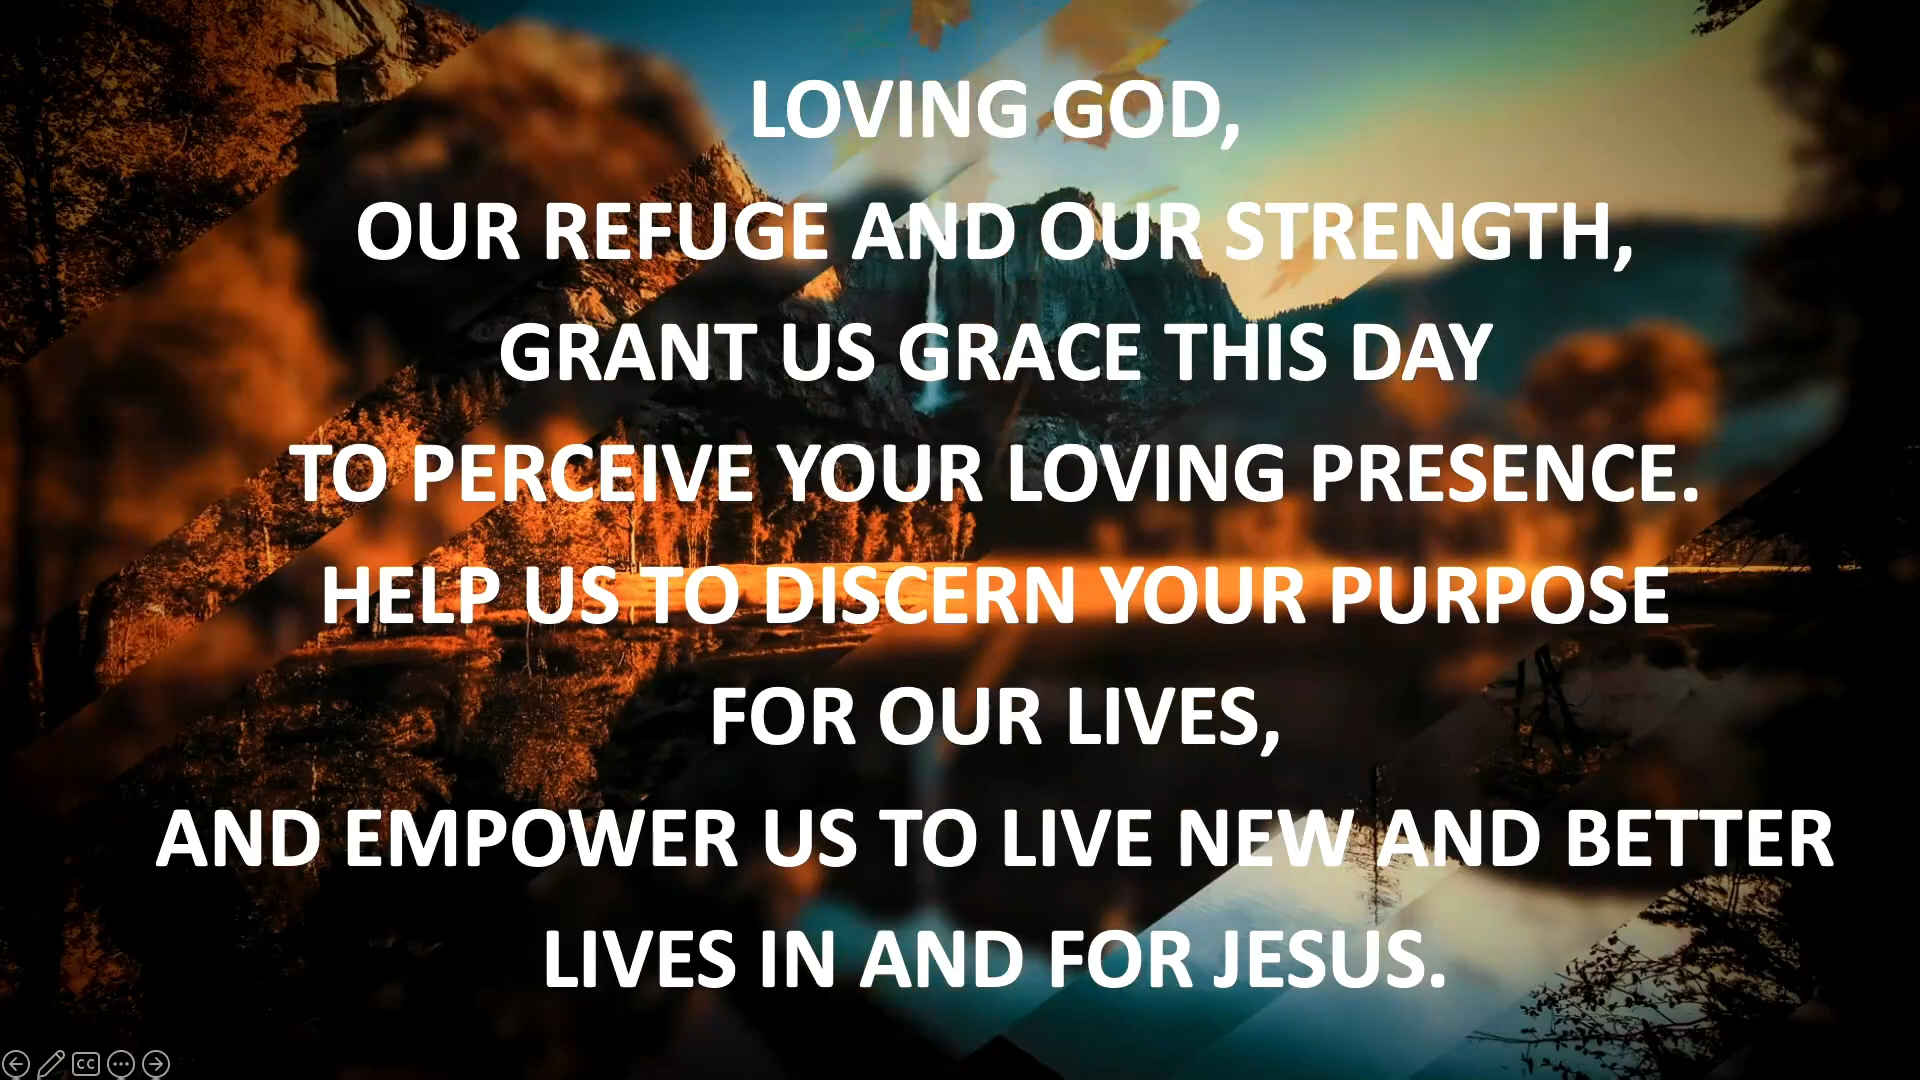 LOVING GOD,
OUR REFUGE AND OUR STRENGTH,
GRANT US GRACE THIS DAY
TO PERCEIVE YOUR LOVING PRESENCE.
HELP US TO DISCERN YOUR PURPOSE
FOR OUR LIVES,
AND EMPOWER US TO LIVE NEW AND BETTER
LIVES IN AND FOR JESUS.
CC